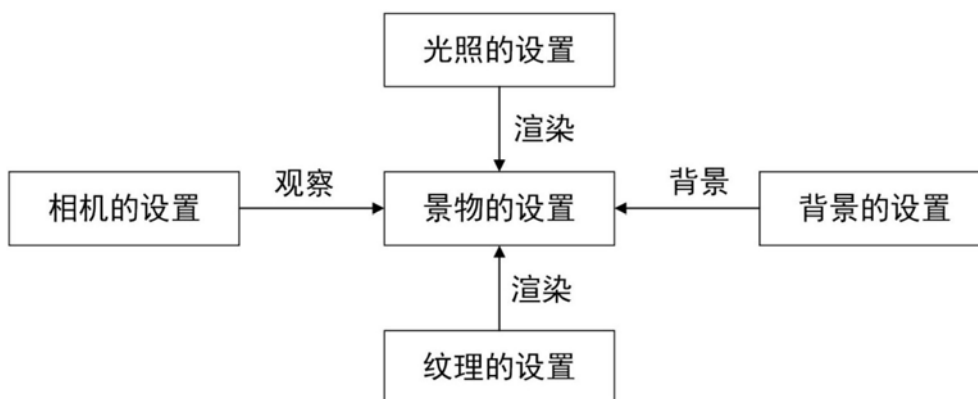 光照的设置
渲染
相机的设置
观察
景物的设置
背景
背景的设置
渲染
纹理的设置